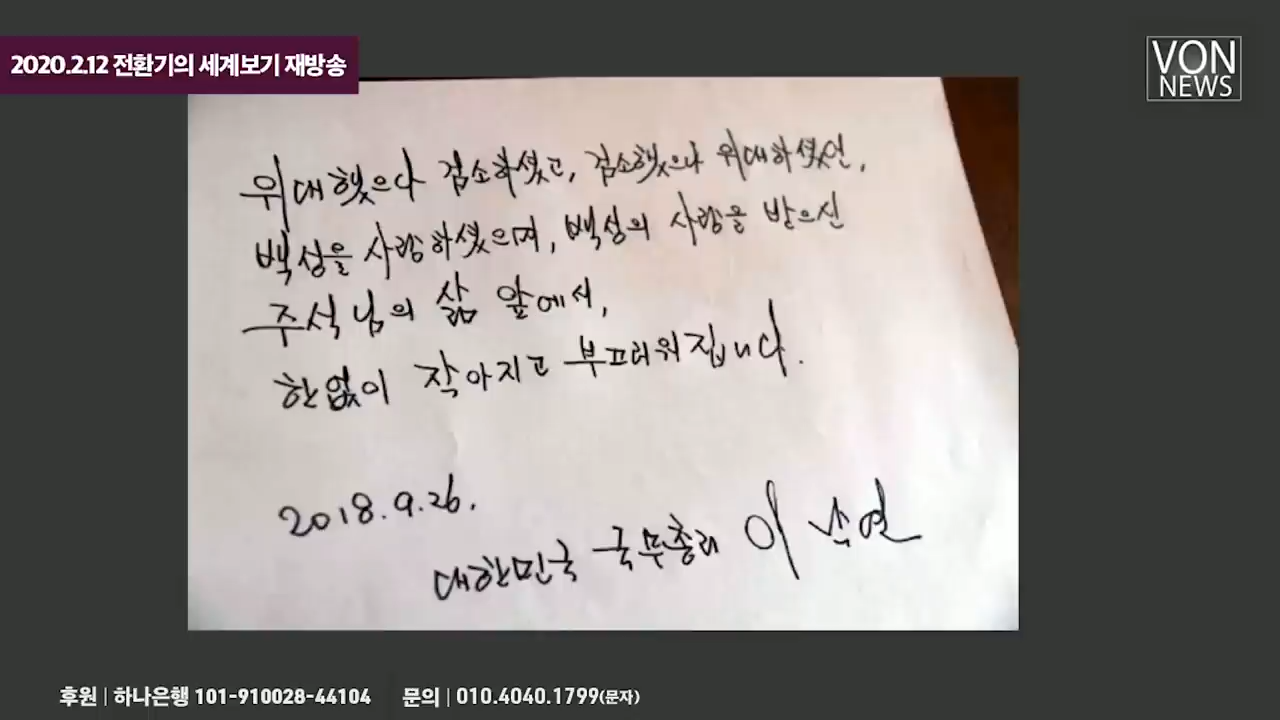 2020.2.12 전환기의 세계보기 재방송
VON
NEWS
위대했으나 검소하셨고, 검소했으나 위대하셨던,
백성을 사랑하셨으며, 백성의 사랑을 받으신
주석님의 삶 앞에서,
한없이 작아지고 부끄러워집니다.
2018.9.26.
대한민국 국무총리 이낙연
후원 | 하나은행 101-910028-44104 문의 | 010.4040.1799(문자)